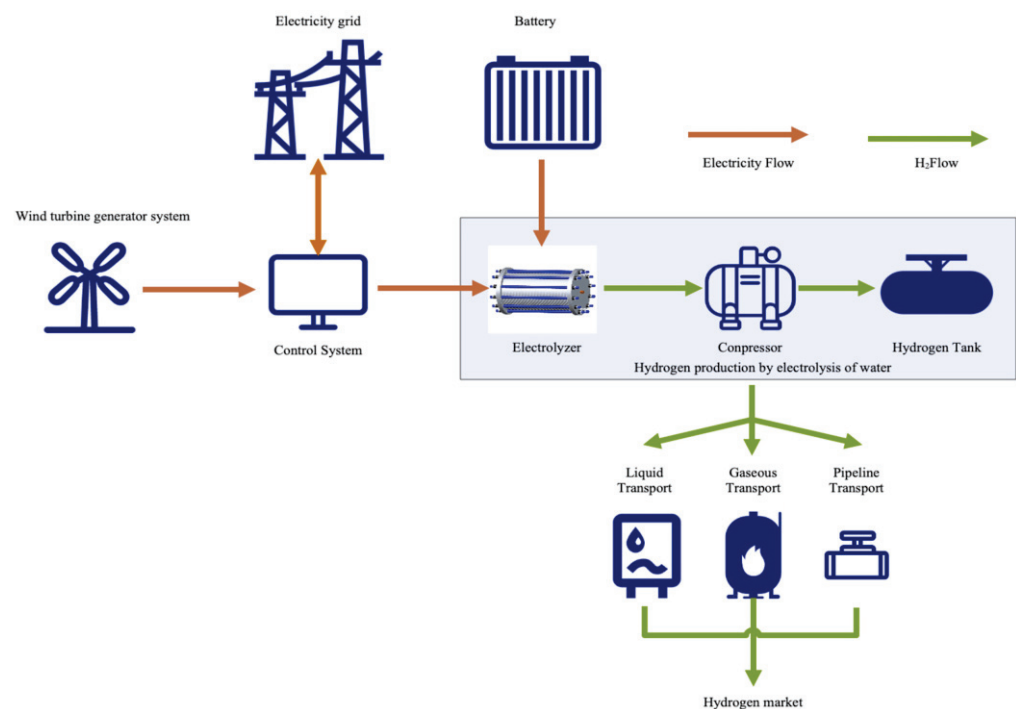 Electricity grid
Battery
Electricity Flow
H₂Flow
Wind turbine generator system
Control System
Electrolyzer
Conpressor
Hydrogen Tank
Hydrogen production by electrolysis of water
Liquid
Transport
Gaseous
Transport
Pipeline
Transport
Hydrogen market